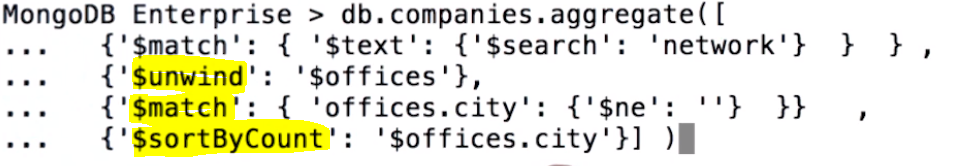 MongoDB Enterprise > db.companies.aggregate([
...   {'$match': { '$text': {'$search': 'network'}  }  } ,
...   {'$unwind': '$offices'},
...   {'$match': { 'offices.city': {'$ne': ''}  }}   ,
...   {'$sortByCount': '$offices.city'}] )